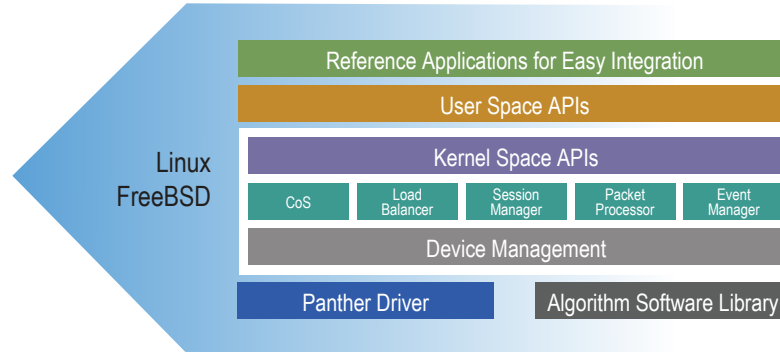 Reference Applications for Easy Integration
User Space APIs
Linux
FreeBSD
Kernel Space APIs
CoS
Load
Balancer
Session
Manager
Packet
Processor
Event
Manager
Device Management
Panther Driver
Algorithm Software Library